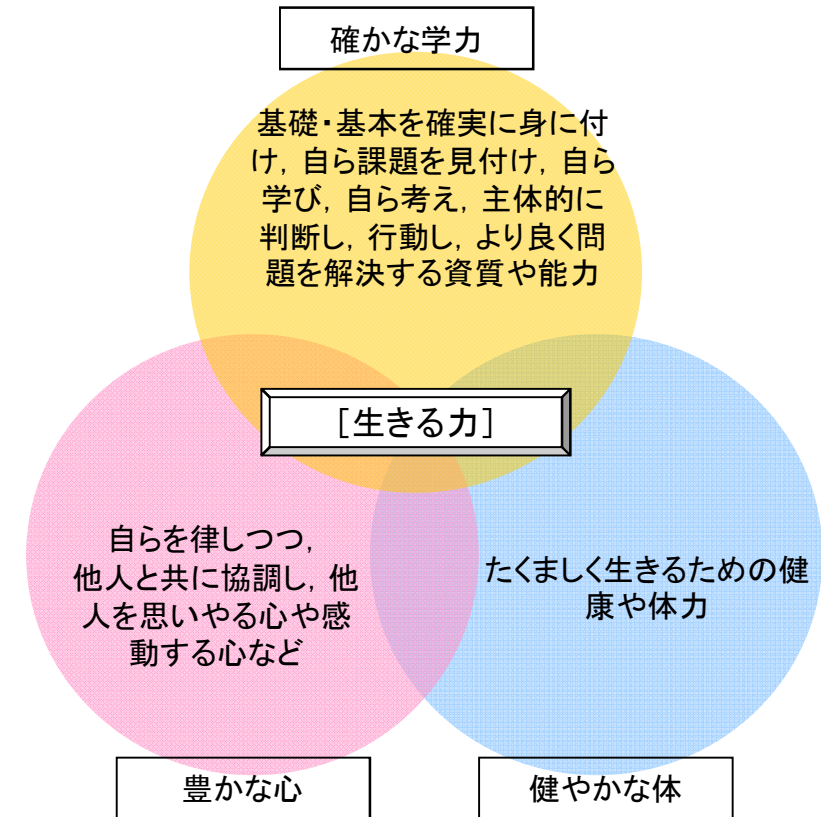 確かな学力
基礎・基本を確実に身に付
け，自ら課題を見付け，自ら
学び，自ら考え，主体的に
判断し，行動し，より良く問
題を解決する資質や能力
［生きる力］
自らを律しつつ，
他人と共に協調し，他
人を思いやる心や感
動する心など
たくましく生きるための健
康や体力
豊かな心
健やかな体